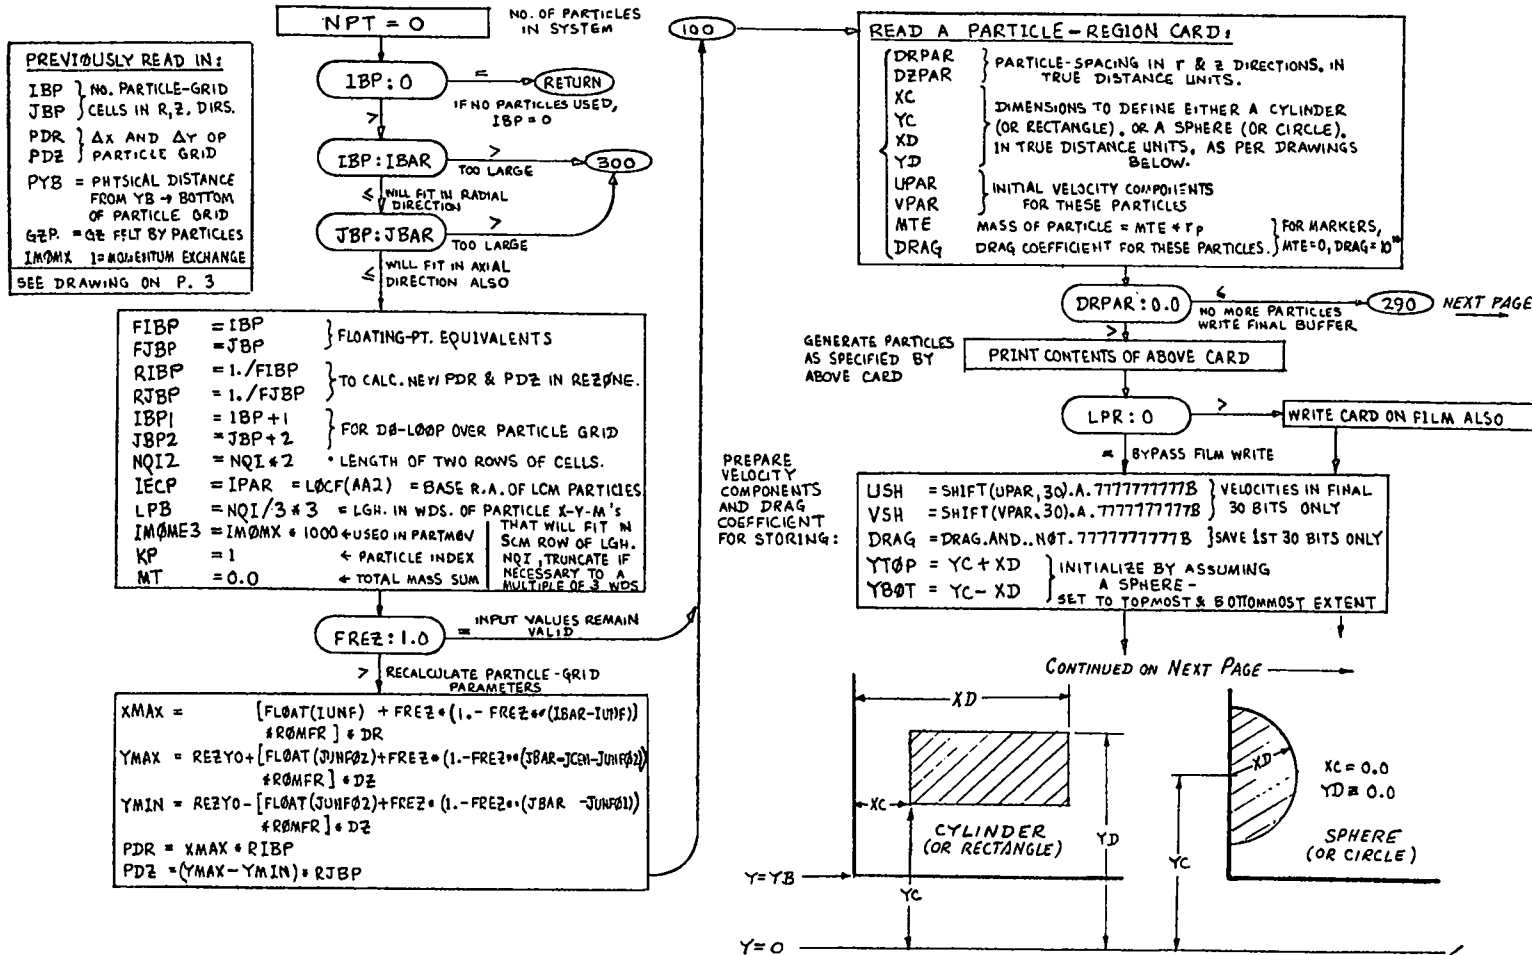 NPT = 0
NO. OF PARTICLES
IN SYSTEM
PREVIØUSLY READ IN:
IBP } NO. PARTICLE-GRID
JBP } CELLS IN R,Z, DIRS.
PDR } ΔX AND ΔY OP
PDZ } PARTICLE GRID
PYB = PHTSICAL DISTANCE
FROM YB → BOTTOM
OF PARTICLE GRID
GZP. = GZ FELT BY PARTICLES
IMØMX 1=MOMENTUM EXCHANGE
SEE DRAWING ON P. 3
IBP:0
=
RETURN
IF NO PARTICLES USED,
IBP = 0
>
IBP:IBAR
>
TOO LARGE
300
≤ WILL FIT IN RADIAL
DIRECTION
JBP:JBAR
>
TOO LARGE
≤ WILL FIT IN AXIAL
DIRECTION ALSO
FIBP = IBP
FJBP = JBP
} FLOATING-PT. EQUIVALENTS
RIBP = 1./FIBP
RJBP = 1./FJBP
} TO CALC. NEW PDR & PDZ IN REZØNE.
IBP1 = IBP+1
JBP2 = JBP+2
} FOR DØ-LØØP OVER PARTICLE GRID
NQI2 = NQI*2 • LENGTH OF TWO ROWS OF CELLS.
IECP = IPAR = LØCF(AA2) = BASE R.A. OF LCM PARTICLES
LPB = NQI/3*3 = LGH. IN WDS. OF PARTICLE X-Y-M'S
THAT WILL FIT IN
SCM ROW OF LGH.
NQI, TRUNCATE IF
NECESSARY TO A
MULTIPLE OF 3 WDS
IMØME3 = IMØMX * 1000 ← USED IN PARTMOV
KP = 1 ← PARTICLE INDEX
MT = 0.0 ← TOTAL MASS SUM
FREZ:1.0
= INPUT VALUES REMAIN
VALID
> RECALCULATE PARTICLE-GRID
PARAMETERS
XMAX = [FLØAT(IUNF) + FREZ*(1.-FREZ**(IBAR-IUNF))
*RØMFR] * DR
YMAX = REZYO+[FLØAT(JUNFØ2)+FREZ*(1.-FREZ**(JBAR-JCEN-JUNFØ2))
*RØMFR] * DZ
YMIN = REZYO-[FLØAT(JUNFØ2)+FREZ*(1.-FREZ**(JBAR -JUNFØ1))
*RØMFR] * DZ
PDR = XMAX * RIBP
PDZ = (YMAX-YMIN)* RJBP
100
READ A PARTICLE-REGION CARD:
DRPAR
DZPAR
} PARTICLE-SPACING IN r & z DIRECTIONS, IN
TRUE DISTANCE UNITS.
XC
YC
XD
YD
DIMENSIONS TO DEFINE EITHER A CYLINDER
(OR RECTANGLE). OR A SPHERE (OR CIRCLE).
IN TRUE DISTANCE UNITS, AS PER DRAWINGS
BELOW.
UPAR
VPAR
INITIAL VELOCITY COMPONENTS
FOR THESE PARTICLES
MTE MASS OF PARTICLE = MTE * rp
DRAG DRAG COEFFICIENT FOR THESE PARTICLES.
} FOR MARKERS,
MTE=0, DRAG=10
DRPAR:0.0
NO MORE PARTICLES
WRITE FINAL BUFFER
290 NEXT PAGE
>
GENERATE PARTICLES
AS SPECIFIED BY
ABOVE CARD
PRINT CONTENTS OF ABOVE CARD
LPR:0
>
WRITE CARD ON FILM ALSO
= BYPASS FILM WRITE
PREPARE
VELOCITY
COMPONENTS
AND DRAG
COEFFICIENT
FOR STORING:
USH = SHIFT(UPAR,30).A.7777777777B
VSH = SHIFT(VPAR,30).A.7777777777B
} VELOCITIES IN FINAL
30 BITS ONLY
DRAG = DRAG.AND..NØT.7777777777B } SAVE 1ST 30 BITS ONLY
YTØP = YC + XD
YBØT = YC - XD
INITIALIZE BY ASSUMING
A SPHERE-
SET TO TOPMOST & BOTTOMMOST EXTENT
CONTINUED ON NEXT PAGE
XD
XC
CYLINDER
(OR RECTANGLE)
YD
YC
Y=YB
Y=0
XD
XC = 0.0
YD = 0.0
YC
SPHERE
(OR CIRCLE)